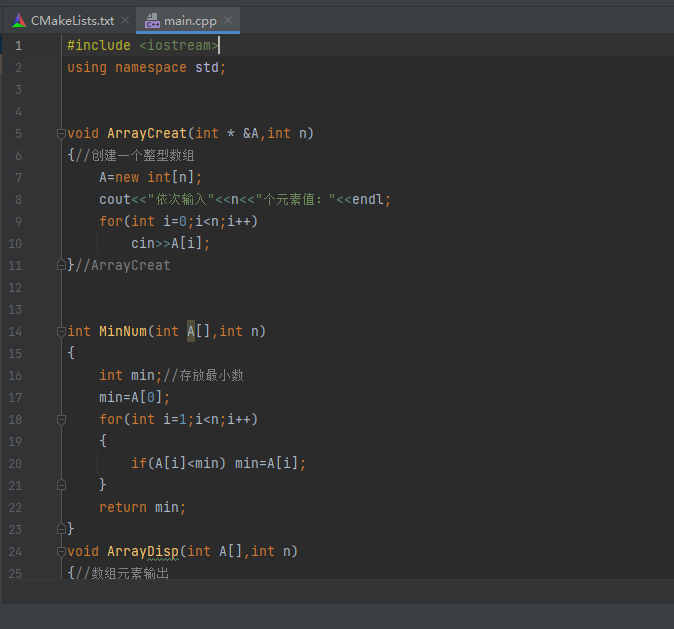 CMakeLists.txt main.cpp
1 #include <iostream>
2 using namespace std;
3
4
5 void ArrayCreat(int * &A,int n)
6 {//创建一个整型数组
7 A=new int[n];
8 cout<<"依次输入"<<n<<"个元素值："<<endl;
9 for(int i=0;i<n;i++)
10 cin>>A[i];
11 }//ArrayCreat
12
13
14 int MinNum(int A[],int n)
15 {
16 int min;//存放最小数
17 min=A[0];
18 for(int i=1;i<n;i++)
19 {
20 if(A[i]<min) min=A[i];
21 }
22 return min;
23 }
24 void ArrayDisp(int A[],int n)
25 {//数组元素输出